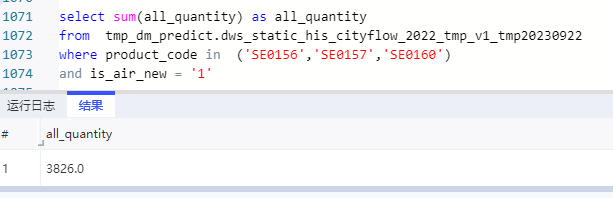 1071 select sum(all_quantity) as all_quantity
1072 from  tmp_dm_predict.dws_static_his_cityflow_2022_tmp_v1_tmp20230922
1073 where product_code in  ('SE0156','SE0157','SE0160')
1074 and is_air_new = '1'
运行日志 结果
# all_quantity
1 3826.0